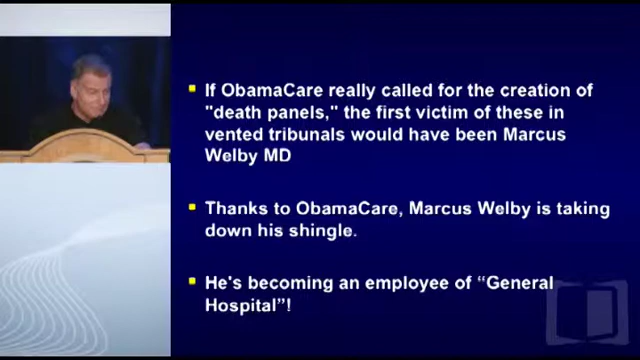 If ObamaCare really called for the creation of
"death panels," the first victim of these in
vented tribunals would have been Marcus
Welby MD
Thanks to ObamaCare, Marcus Welby is taking
down his shingle.
He's becoming an employee of “General
Hospital”!